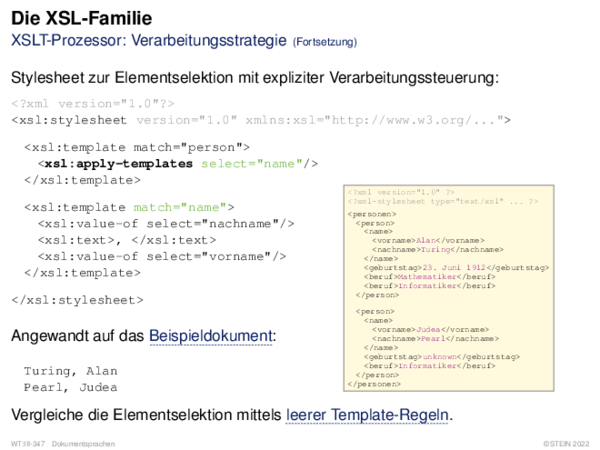 Die XSL-Familie
XSLT-Prozessor: Verarbeitungsstrategie (Fortsetzung)
Stylesheet zur Elementselektion mit expliziter Verarbeitungssteuerung:
<?xml version="1.0"?>
<xsl:stylesheet version="1.0" xmlns:xsl="http://www.w3.org/...">
<xsl:template match="person">
<xsl:apply-templates select="name"/>
</xsl:template>
<xsl:template match="name">
<xsl:value-of select="nachname"/>
<xsl:text>, </xsl:text>
<xsl:value-of select="vorname"/>
</xsl:template>
</xsl:stylesheet>
<?xml version="1.0" ?>
<?xml-stylesheet type="text/xsl" ... ?>
<personen>
<person>
<name>
<vorname>Alan</vorname>
<nachname>Turing</nachname>
</name>
<geburtstag>23. Juni 1912</geburtstag>
<beruf>Mathematiker</beruf>
<beruf>Informatiker</beruf>
</person>
<person>
<name>
<vorname>Judea</vorname>
<nachname>Pearl</nachname>
</name>
<geburtstag>unknown</geburtstag>
<beruf>Informatiker</beruf>
</person>
</personen>
Angewandt auf das Beispieldokument:
Turing, Alan
Pearl, Judea
Vergleiche die Elementselektion mittels leerer Template-Regeln.
WT:III-347 Dokumentsprachen
©STEIN 2022